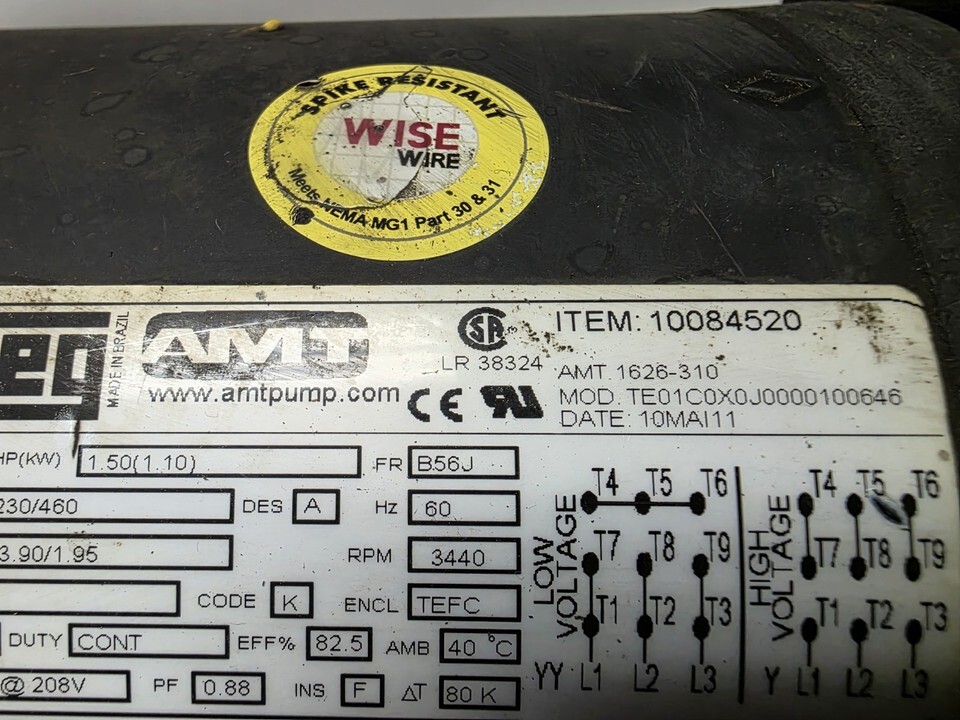 SPIKE RESISTANT
WISE
WIRE
Meets NEMA MG1 Part 30 & 31
MADE IN BRAZIL
AMT
www.amtpump.com
LR 38324
ITEM: 10084520
AMT 1626-310
MOD. TE01C0X0J0000100646
DATE: 10MAI11
HP(KW) 1.50(1.10) FR B56J
230/460 DES A Hz 60
3.90/1.95 RPM 3440
CODE K ENCL TEFC
DUTY CONT EFF% 82.5 AMB 40 °C
@ 208V PF 0.88 INS F ΔT 80 K
LOW VOLTAGE
T4 T5 T6
T7 T8 T9
T1 T2 T3
YY L1 L2 L3
HIGH VOLTAGE
T4 T5 T6
T7 T8 T9
T1 T2 T3
Y L1 L2 L3